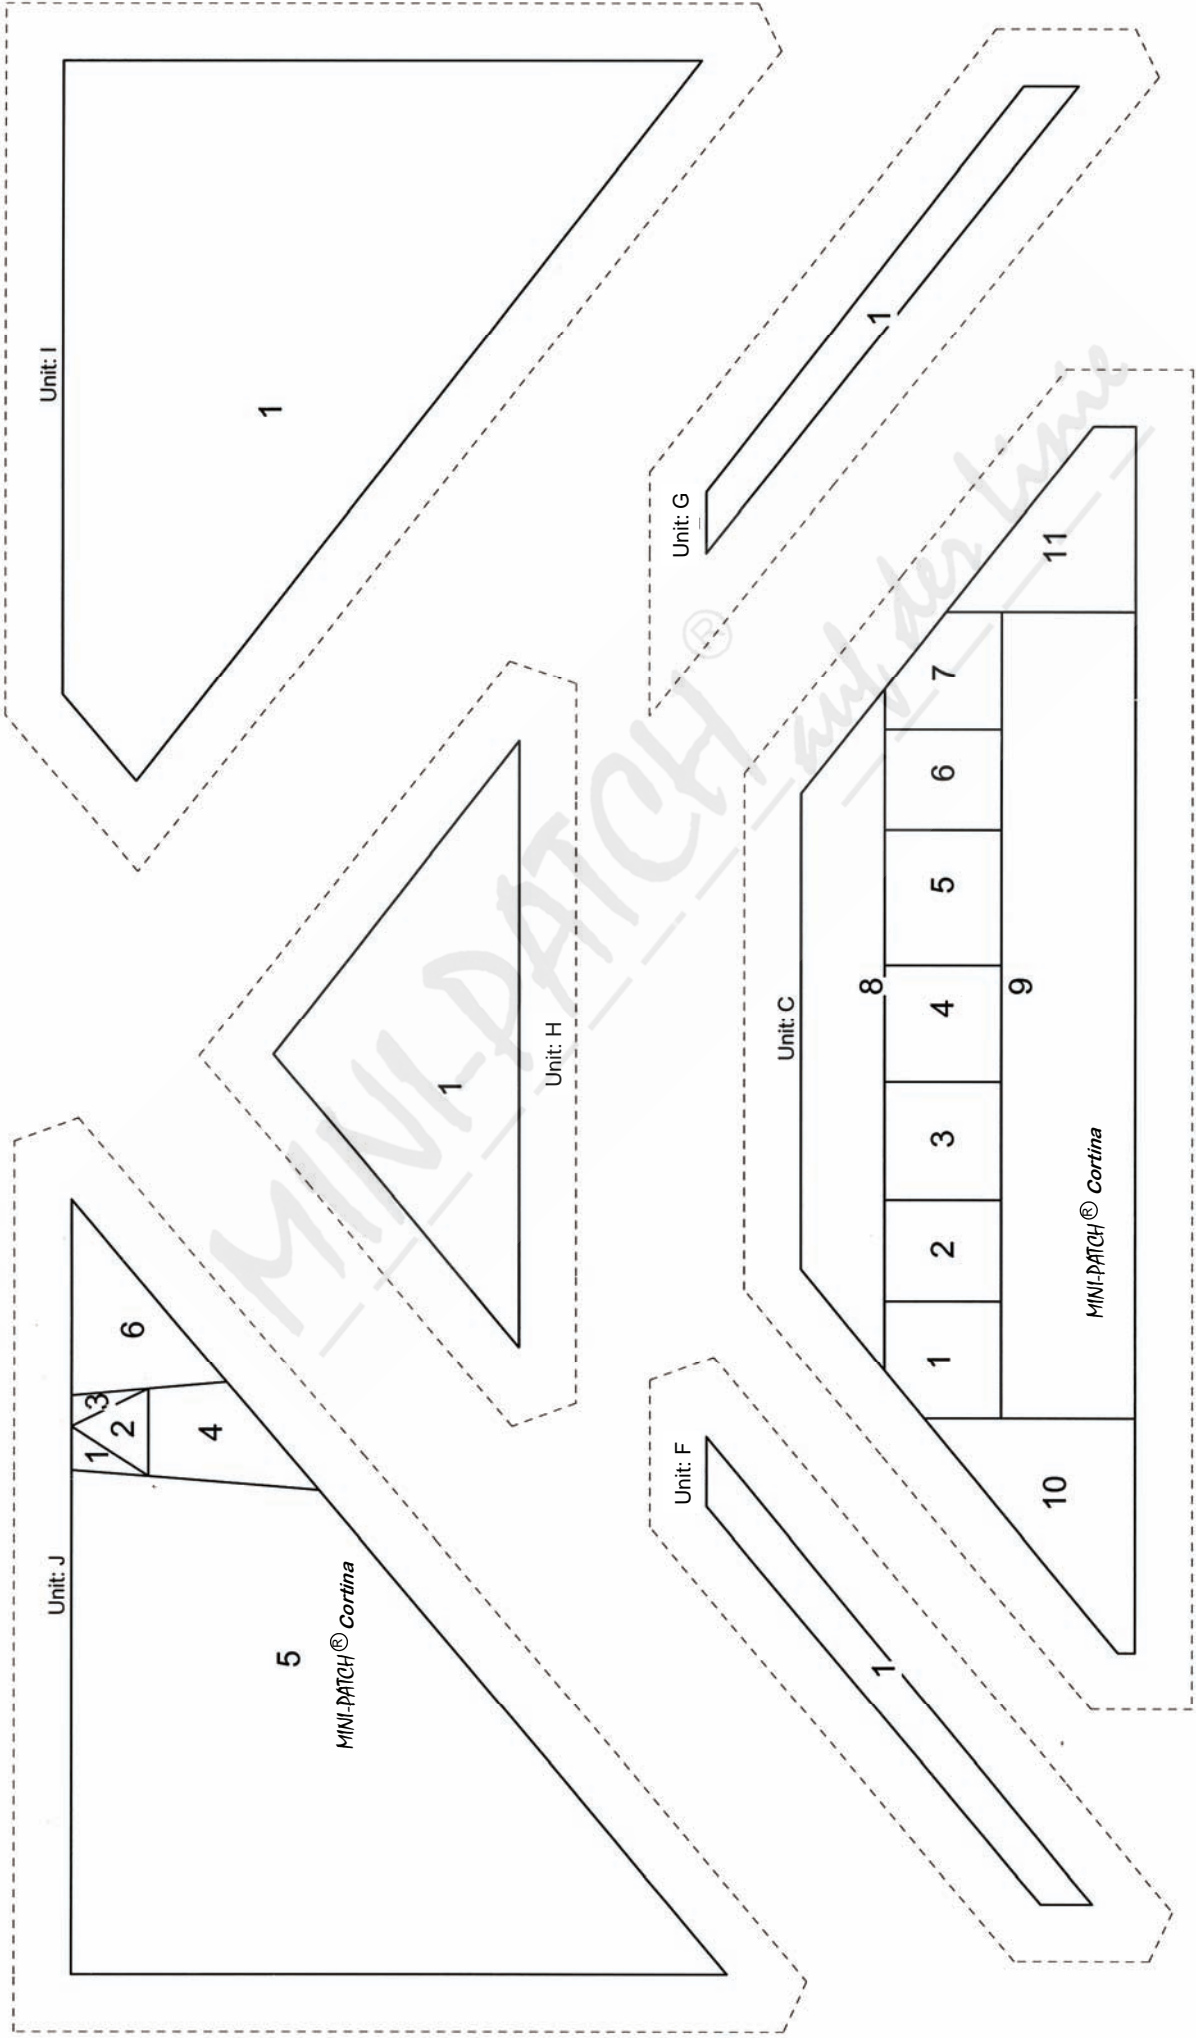 Unit: J
1
2
3
4
5
6
MINI-PATCH® Cortina
Unit: H
1
Unit: I
1
Unit: F
1
Unit: G
1
Unit: C
8
1
2
3
4
5
6
7
9
10
11
MINI-PATCH® Cortina
MINI-PATCH®
auf der Linie